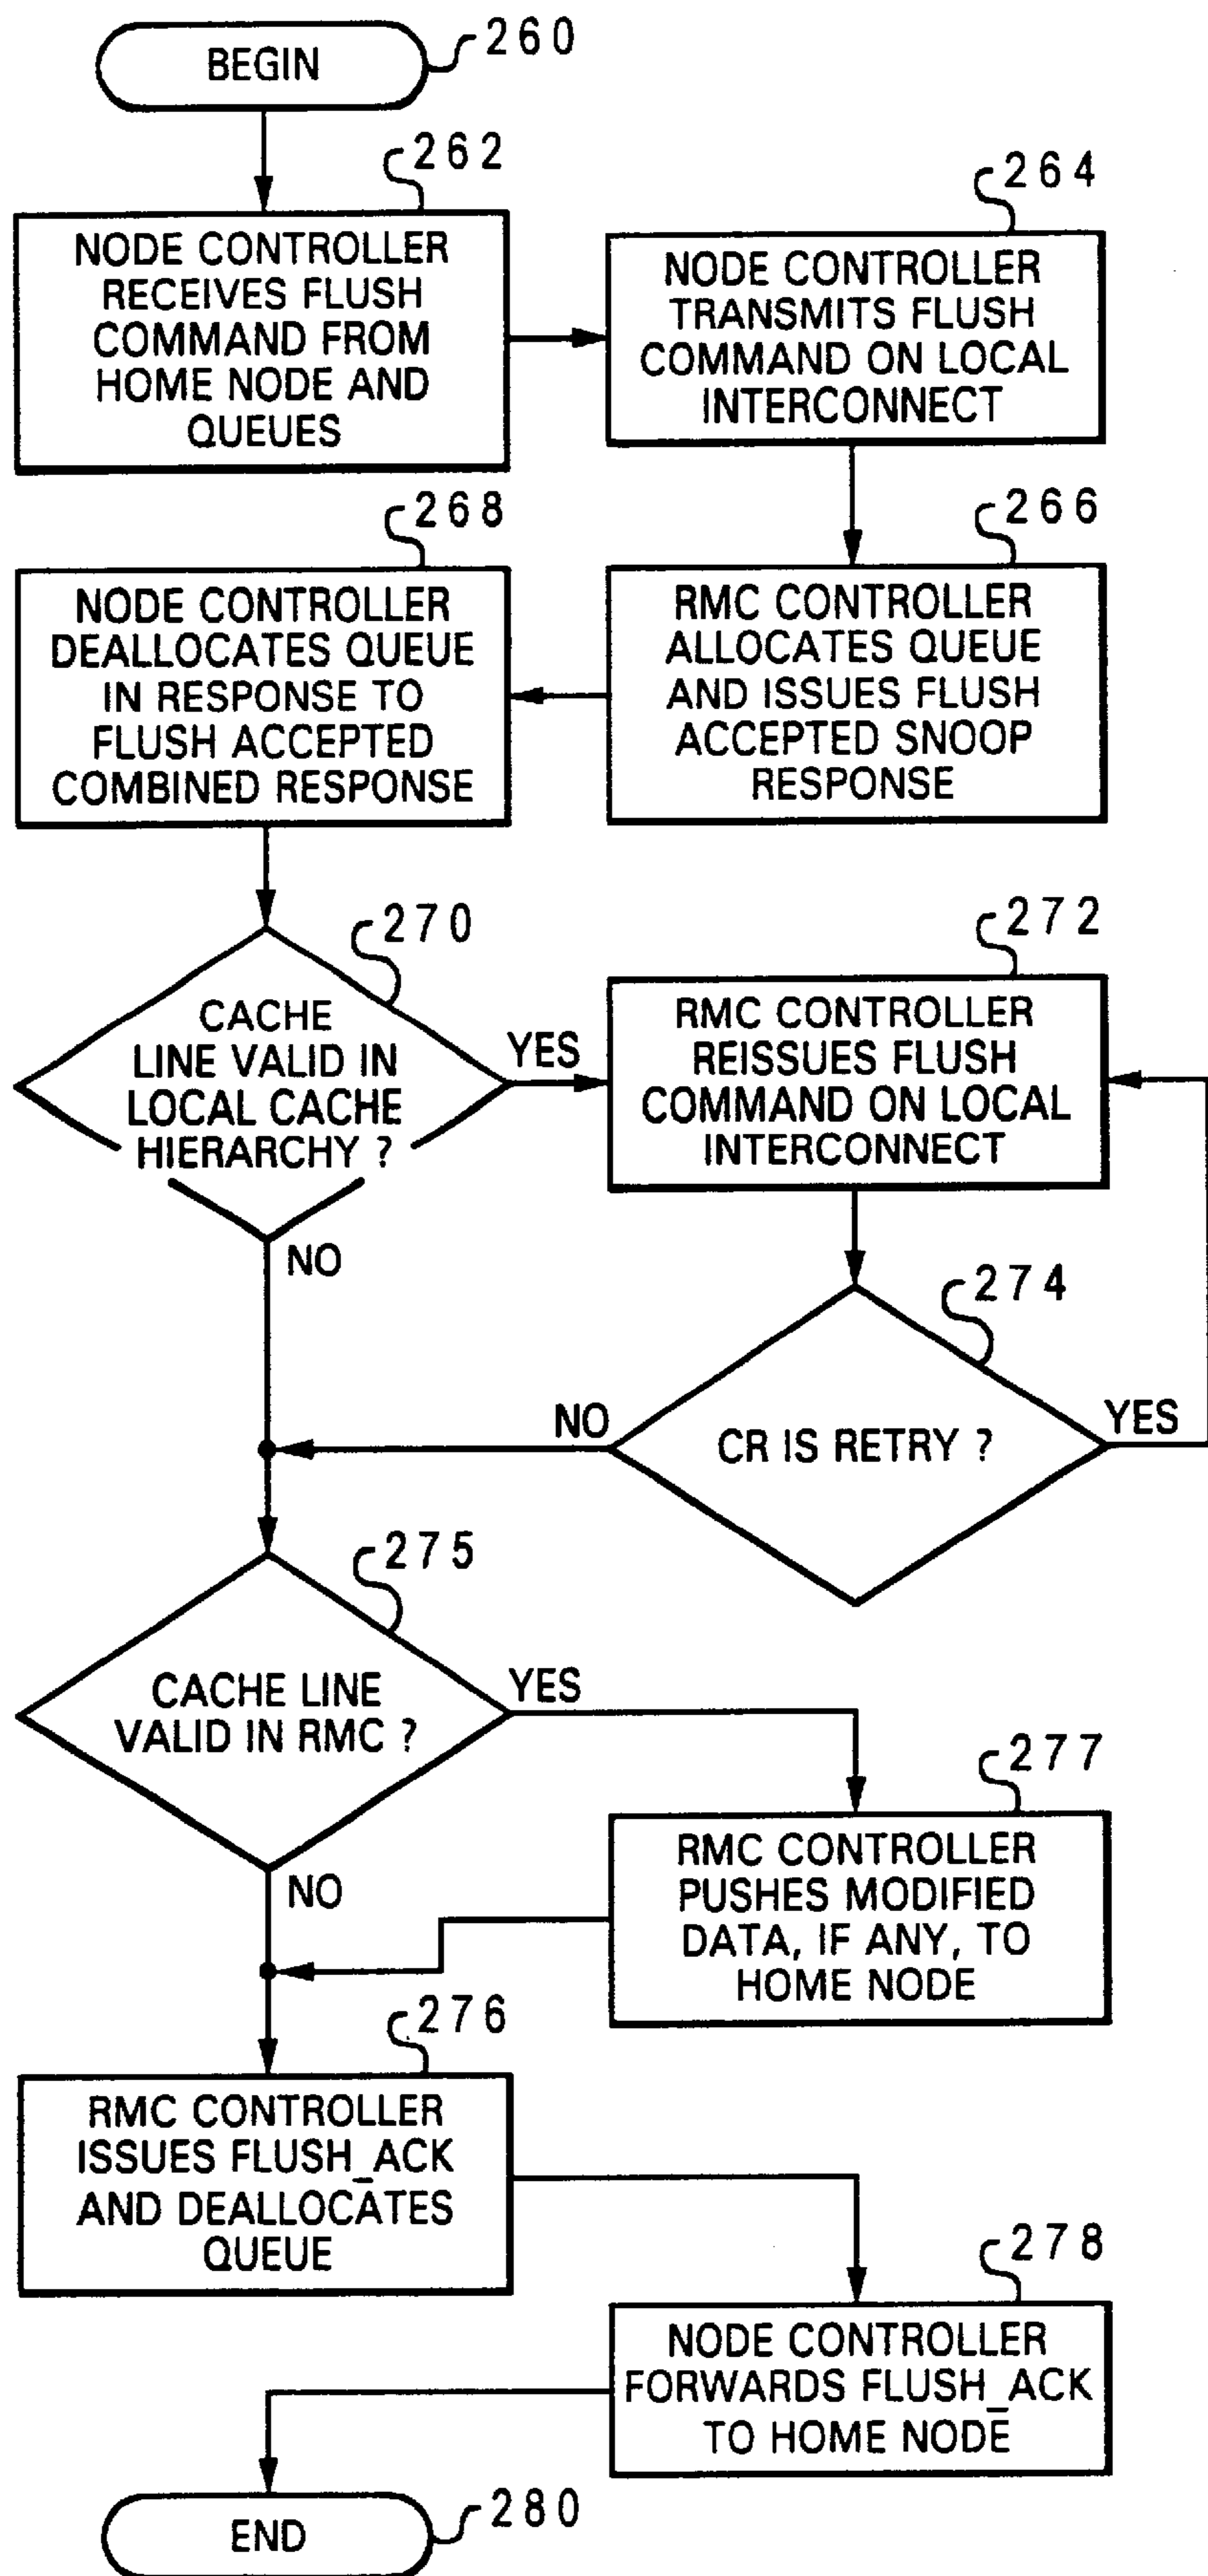 BEGIN
260
262
NODE CONTROLLER
RECEIVES FLUSH
COMMAND FROM
HOME NODE AND
QUEUES
264
NODE CONTROLLER
TRANSMITS FLUSH
COMMAND ON LOCAL
INTERCONNECT
266
RMC CONTROLLER
ALLOCATES QUEUE
AND ISSUES FLUSH
ACCEPTED SNOOP
RESPONSE
268
NODE CONTROLLER
DEALLOCATES QUEUE
IN RESPONSE TO
FLUSH ACCEPTED
COMBINED RESPONSE
270
CACHE
LINE VALID IN
LOCAL CACHE
HIERARCHY ?
YES
NO
272
RMC CONTROLLER
REISSUES FLUSH
COMMAND ON LOCAL
INTERCONNECT
274
CR IS RETRY ?
YES
NO
275
CACHE LINE
VALID IN RMC ?
YES
NO
277
RMC CONTROLLER
PUSHES MODIFIED
DATA, IF ANY, TO
HOME NODE
276
RMC CONTROLLER
ISSUES FLUSH_ACK
AND DEALLOCATES
QUEUE
278
NODE CONTROLLER
FORWARDS FLUSH_ACK
TO HOME NODE
END
280